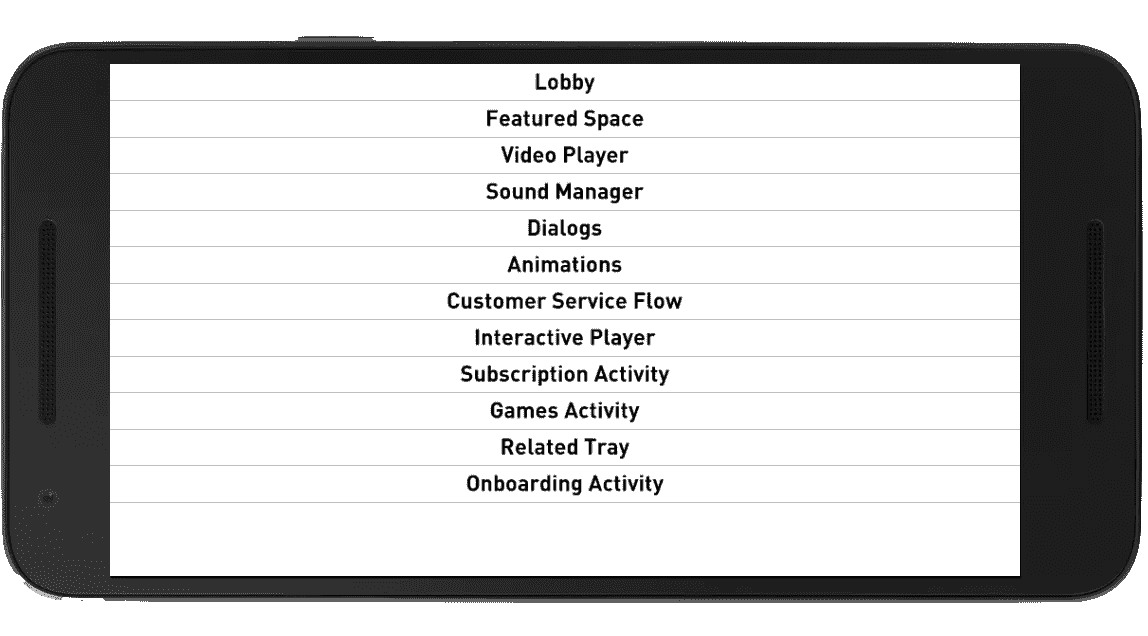 Lobby
Featured Space
Video Player
Sound Manager
Dialogs
Animations
Customer Service Flow
Interactive Player
Subscription Activity
Games Activity
Related Tray
Onboarding Activity